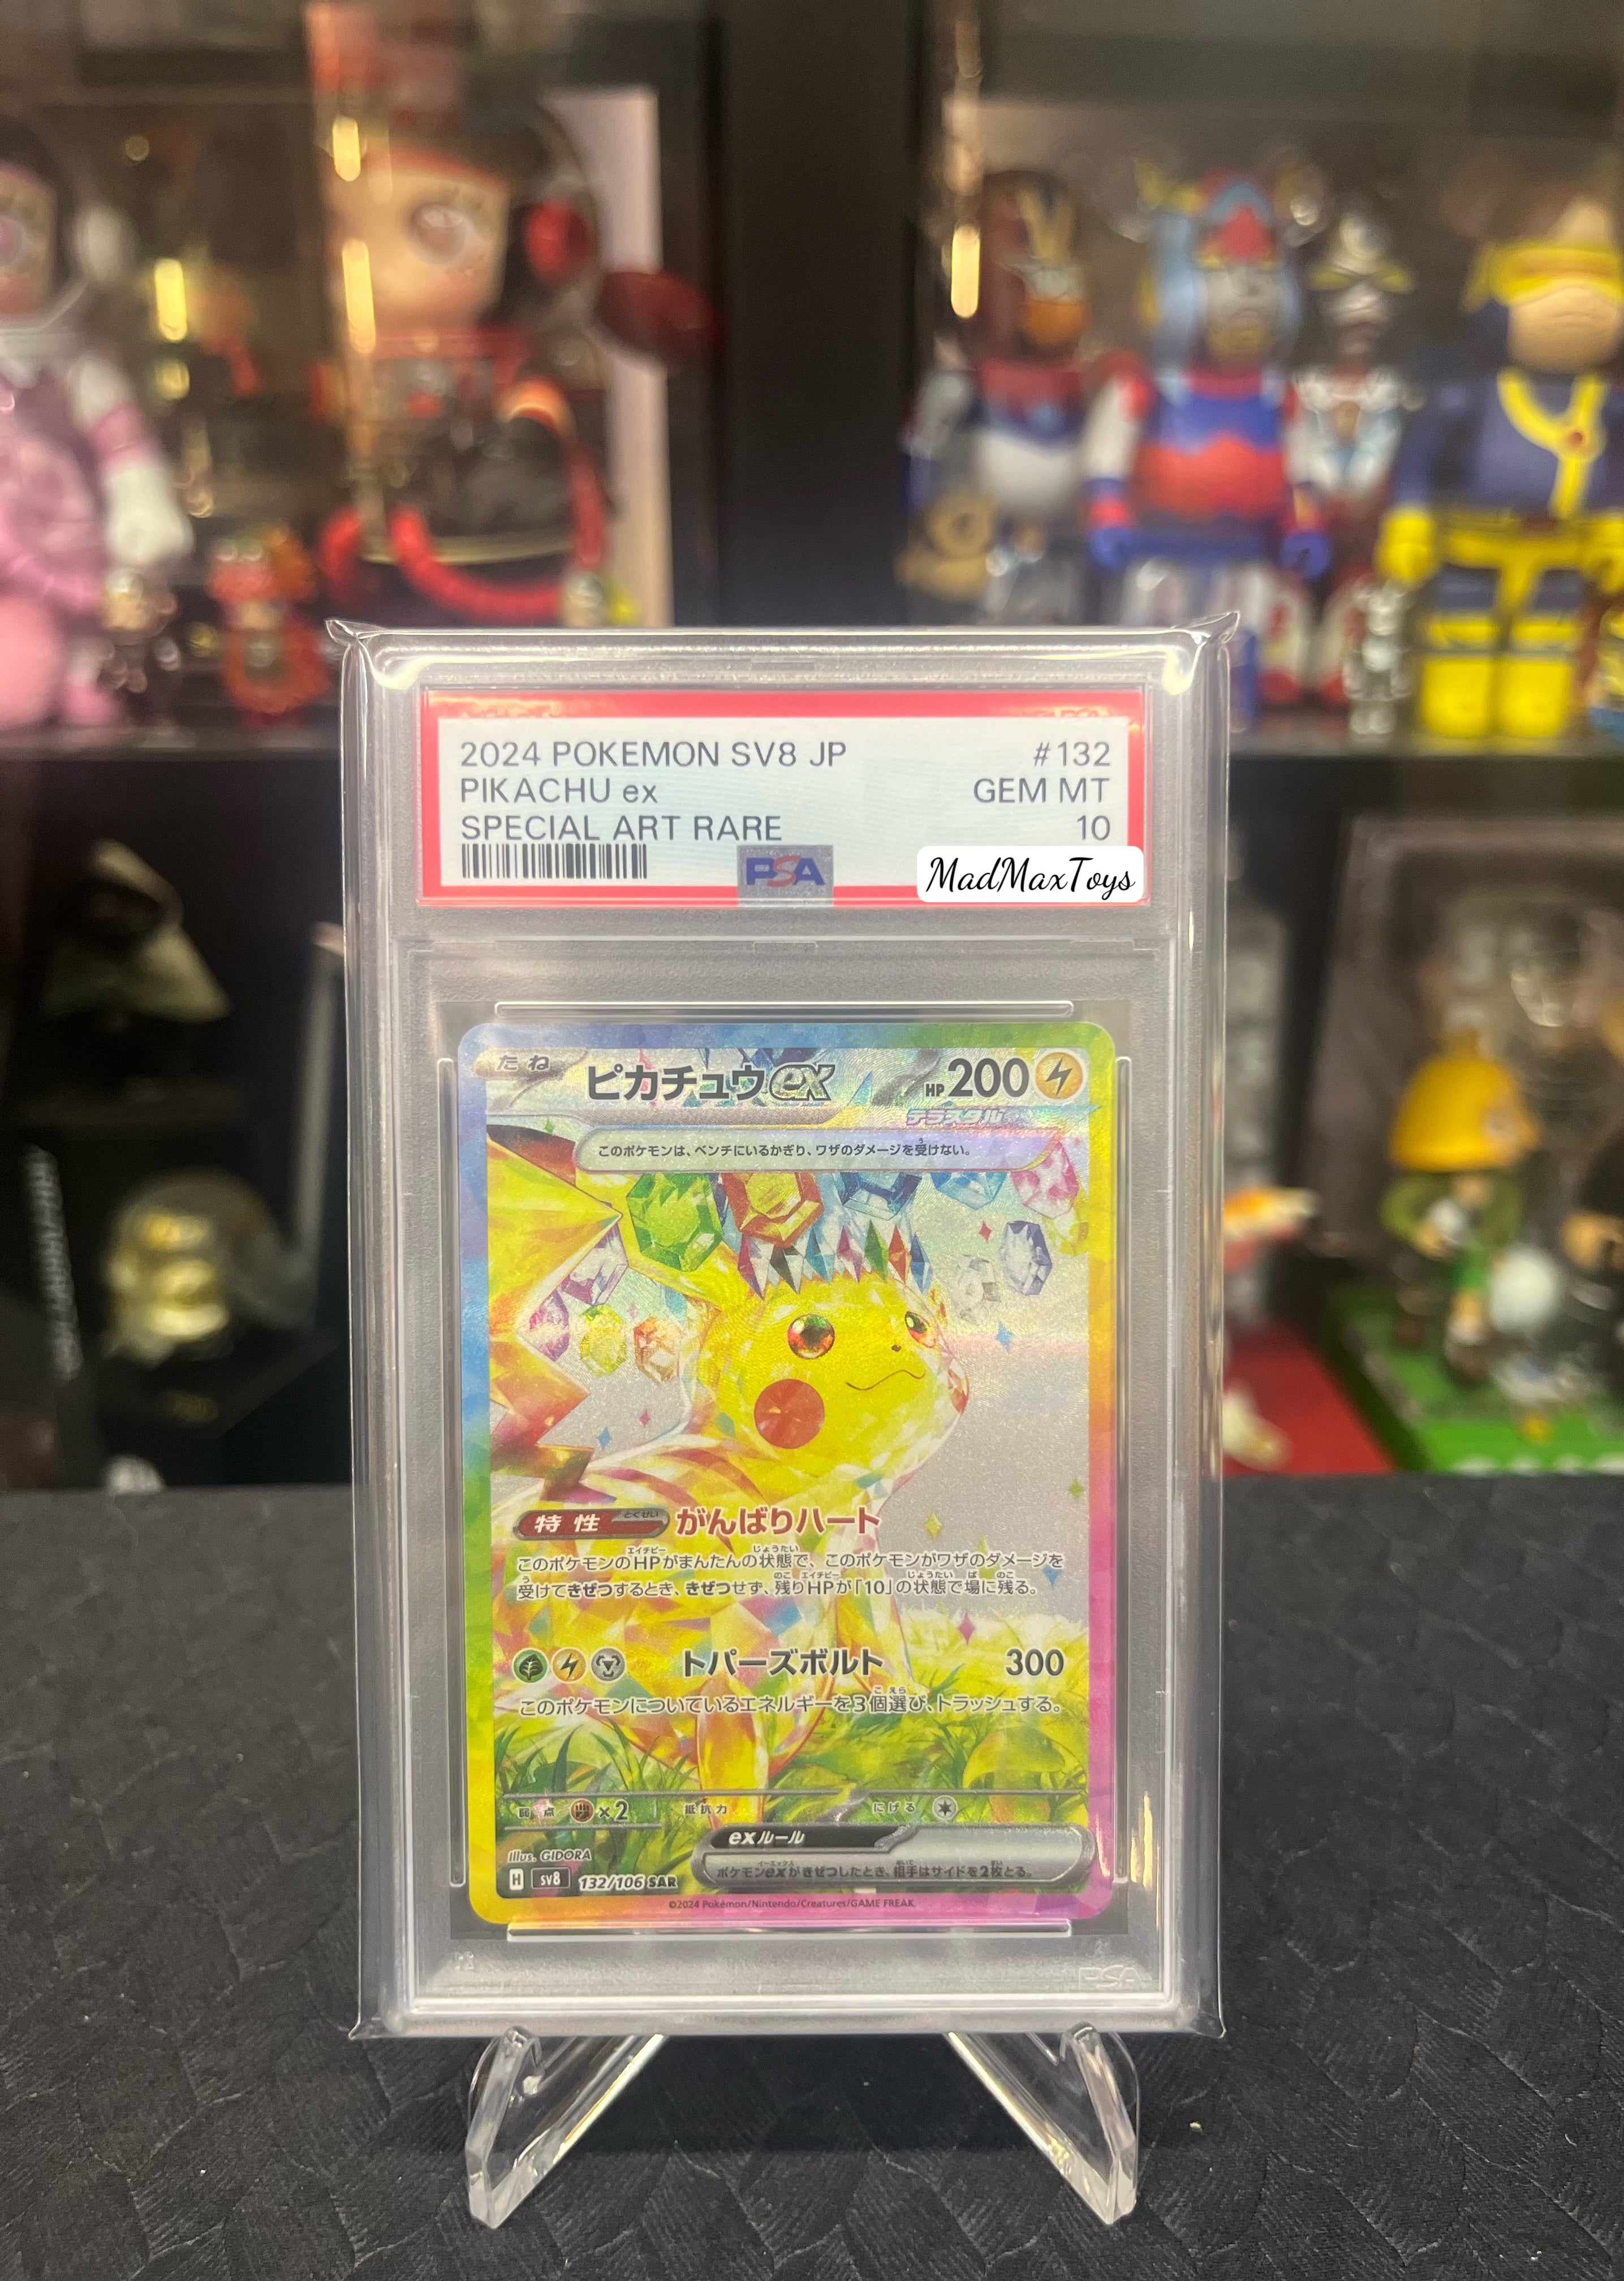 2024 POKEMON SV8 JP #132
PIKACHU ex GEM MT
SPECIAL ART RARE 10
PSA
MadMaxToys
たね ピカチュウex HP200
テラスタル
このポケモンは、ベンチにいるかぎり、ワザのダメージを受けない。
特性 とくせい がんばりハート
このポケモンのHPがまんたんの状態で、このポケモンがワザのダメージを
受けてきぜつするとき、きぜつせず、残りHPが「10」の状態で場に残る。
トパーズボルト 300
このポケモンについているエネルギーを3個選び、トラッシュする。
弱点 ×2 抵抗力 にげる
exルール
ポケモンexがきぜつしたとき、相手はサイドを2枚とる。
Illus. GIDORA
H sv8 132/106 SAR
©2024 Pokémon/Nintendo/Creatures/GAME FREAK.
PSA